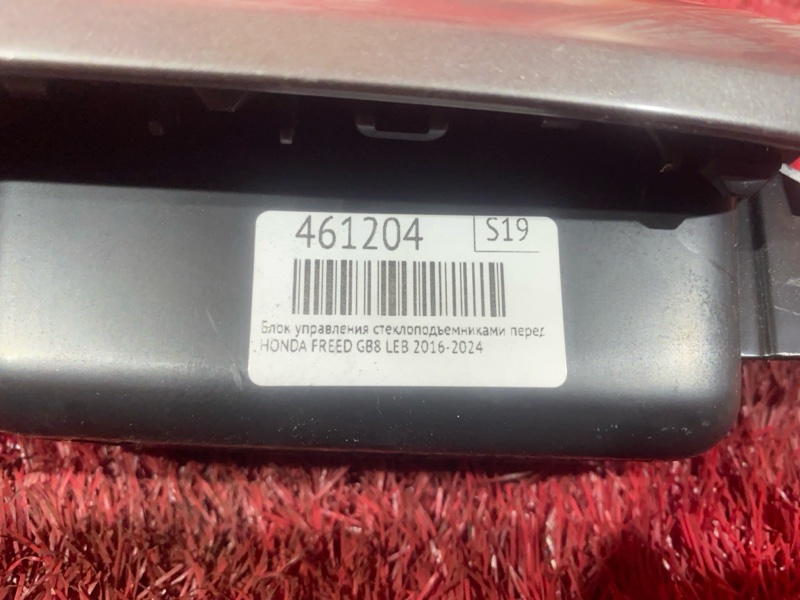 461204 S19
Блок управления стеклоподъемниками перед
HONDA FREED GB8 LEB 2016-2024